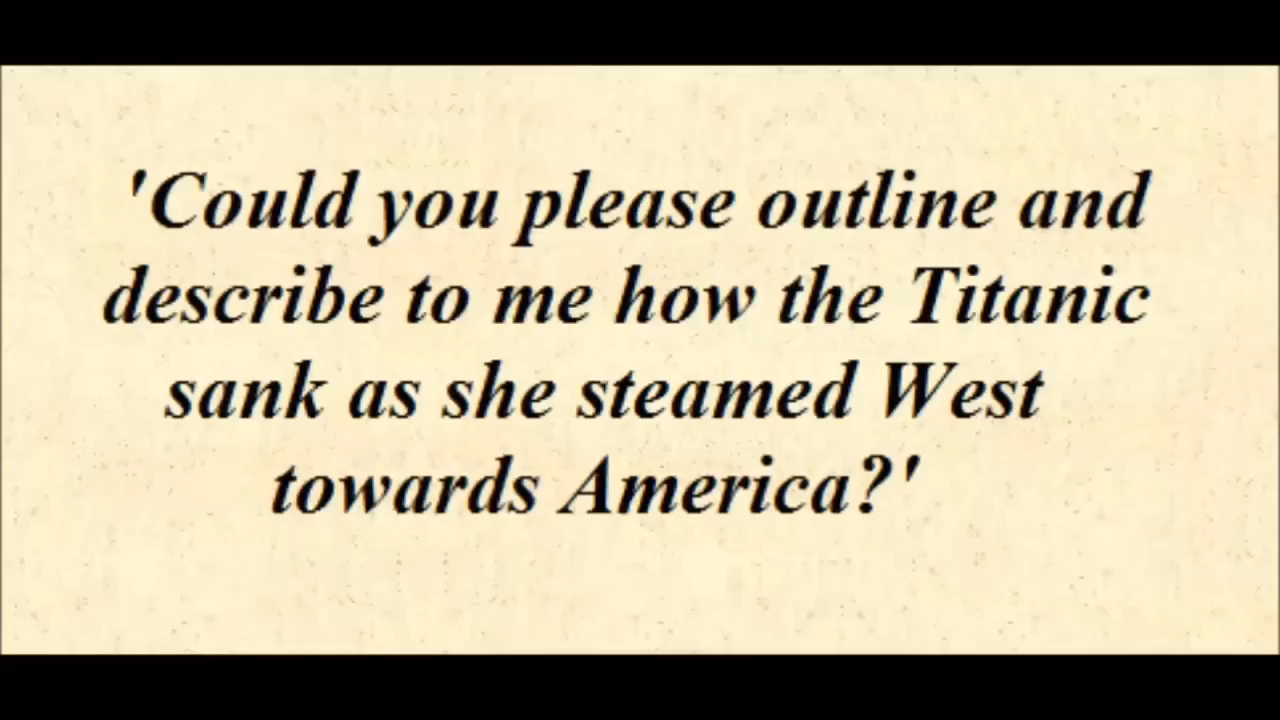 'Could you please outline and
describe to me how the Titanic
sank as she steamed West
towards America?'